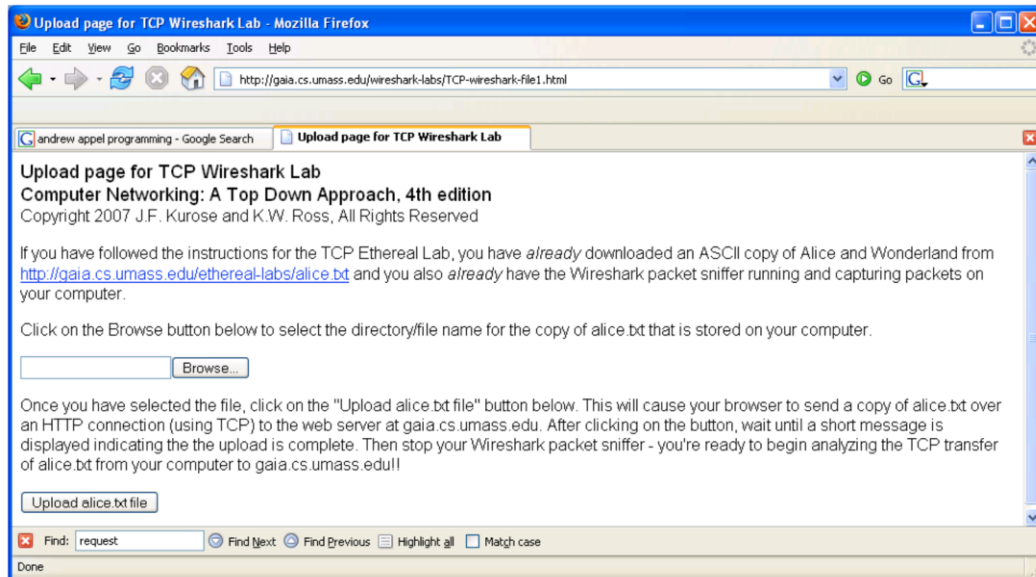 Upload page for TCP Wireshark Lab - Mozilla Firefox
File Edit View Go Bookmarks Tools Help
http://gaia.cs.umass.edu/wireshark-labs/TCP-wireshark-file1.html Go G
G andrew appel programming - Google Search Upload page for TCP Wireshark Lab
Upload page for TCP Wireshark Lab
Computer Networking: A Top Down Approach, 4th edition
Copyright 2007 J.F. Kurose and K.W. Ross, All Rights Reserved
If you have followed the instructions for the TCP Ethereal Lab, you have already downloaded an ASCII copy of Alice and Wonderland from
http://gaia.cs.umass.edu/ethereal-labs/alice.txt and you also already have the Wireshark packet sniffer running and capturing packets on
your computer.
Click on the Browse button below to select the directory/file name for the copy of alice.txt that is stored on your computer.
Browse...
Once you have selected the file, click on the "Upload alice.txt file" button below. This will cause your browser to send a copy of alice.txt over
an HTTP connection (using TCP) to the web server at gaia.cs.umass.edu. After clicking on the button, wait until a short message is
displayed indicating the the upload is complete. Then stop your Wireshark packet sniffer - you're ready to begin analyzing the TCP transfer
of alice.txt from your computer to gaia.cs.umass.edu!!
Upload alice.txt file
Find: request Find Next Find Previous Highlight all Match case
Done